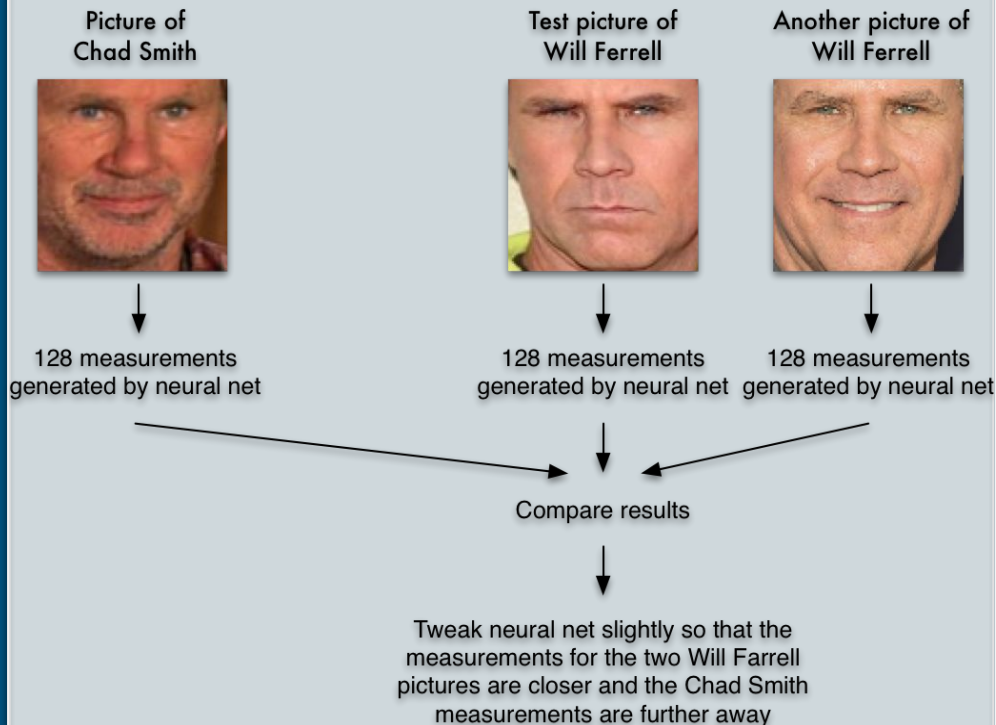 Picture of
Chad Smith
Test picture of
Will Ferrell
Another picture of
Will Ferrell
128 measurements
generated by neural net
128 measurements
generated by neural net
128 measurements
generated by neural net
Compare results
Tweak neural net slightly so that the
measurements for the two Will Farrell
pictures are closer and the Chad Smith
measurements are further away